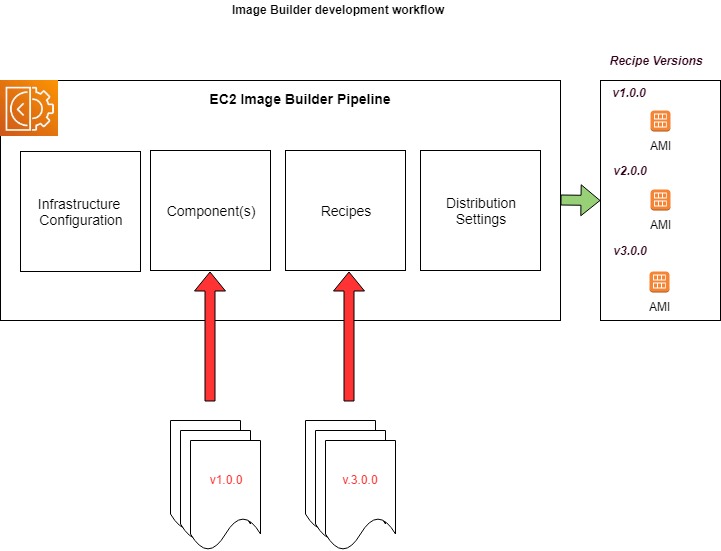 Image Builder development workflow
Recipe Versions
EC2 Image Builder Pipeline
v1.0.0
AMI
v2.0.0
AMI
v3.0.0
AMI
Infrastructure
Configuration
Component(s)
Recipes
Distribution
Settings
v1.0.0
v.3.0.0